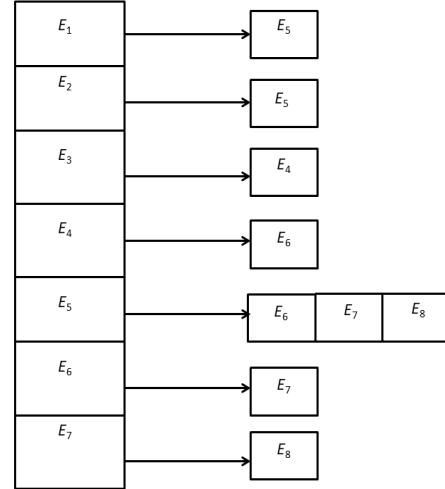 E₁ E₅
E₂ E₅
E₃ E₄
E₄ E₆
E₅ E₆ E₇ E₈
E₆ E₇
E₇ E₈